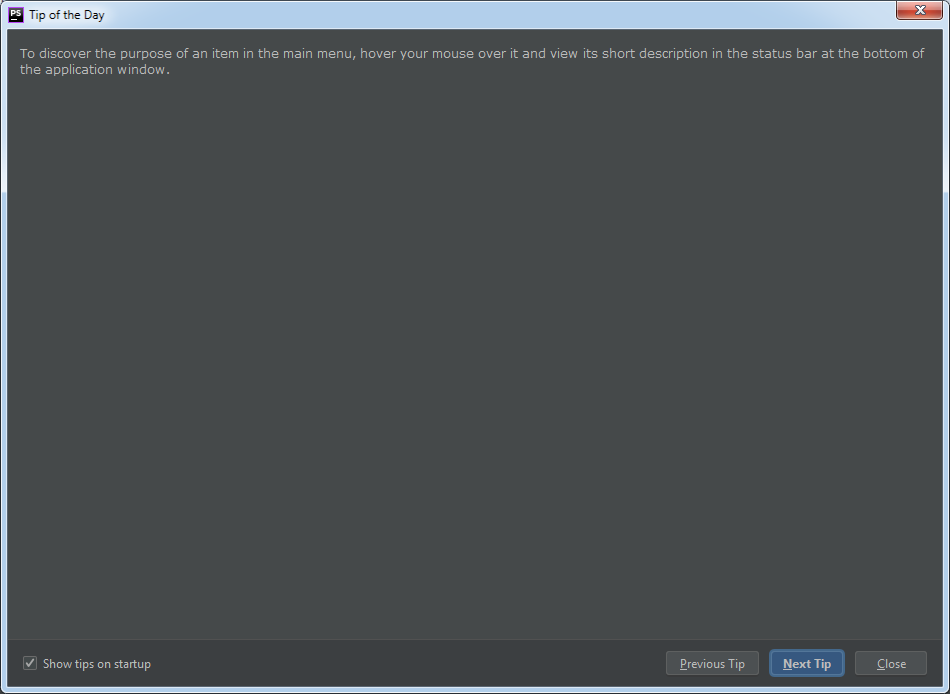 PS Tip of the Day
To discover the purpose of an item in the main menu, hover your mouse over it and view its short description in the status bar at the bottom of
the application window.
Show tips on startup
Previous Tip
Next Tip
Close